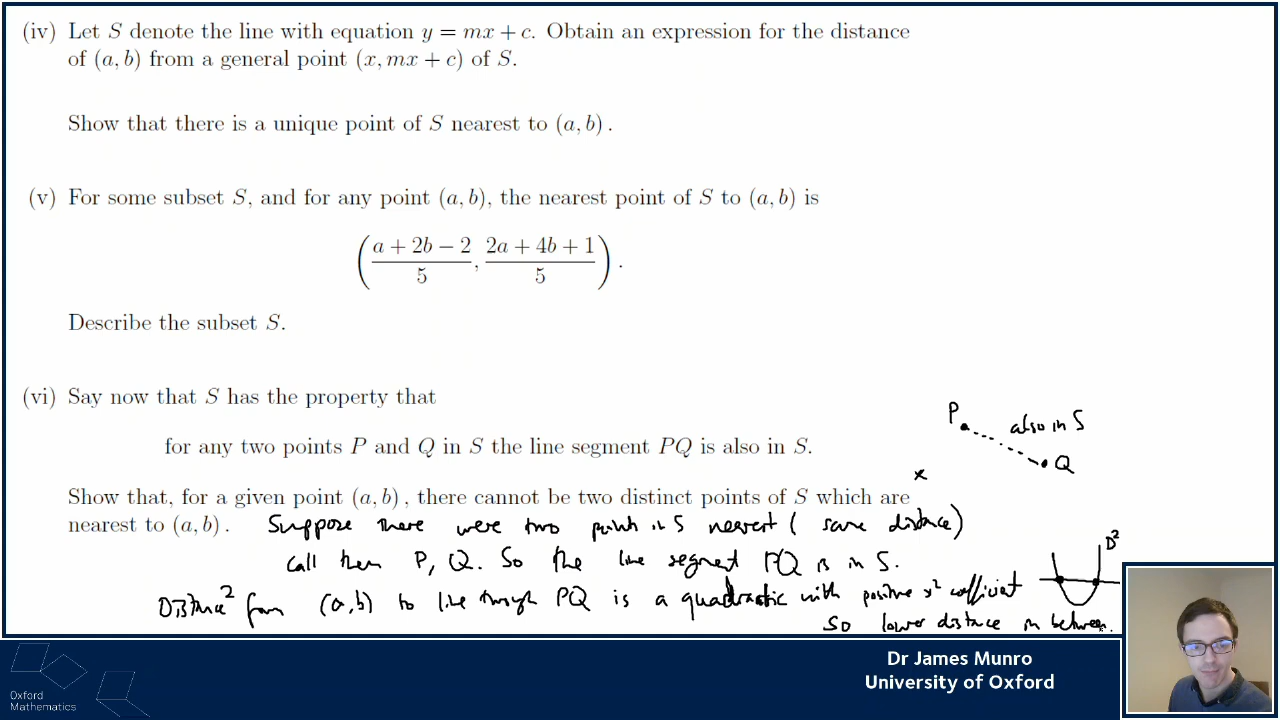 (iv) Let S denote the line with equation y = mx + c. Obtain an expression for the distance
of (a, b) from a general point (x, mx + c) of S.
Show that there is a unique point of S nearest to (a, b).
(v) For some subset S, and for any point (a, b), the nearest point of S to (a, b) is
( (a + 2b − 2)/5 , (2a + 4b + 1)/5 ).
Describe the subset S.
(vi) Say now that S has the property that
for any two points P and Q in S the line segment PQ is also in S.
P
also in S
Q
x
Show that, for a given point (a, b), there cannot be two distinct points of S which are
nearest to (a, b).
Suppose there were two point in S nearest (same distance)
call them P, Q. So the line segment PQ is in S.
D²
Distance² from (a,b) to line through PQ is a quadratic with positive x² coefficient
So lower distance in between.
Oxford
Mathematics
Dr James Munro
University of Oxford